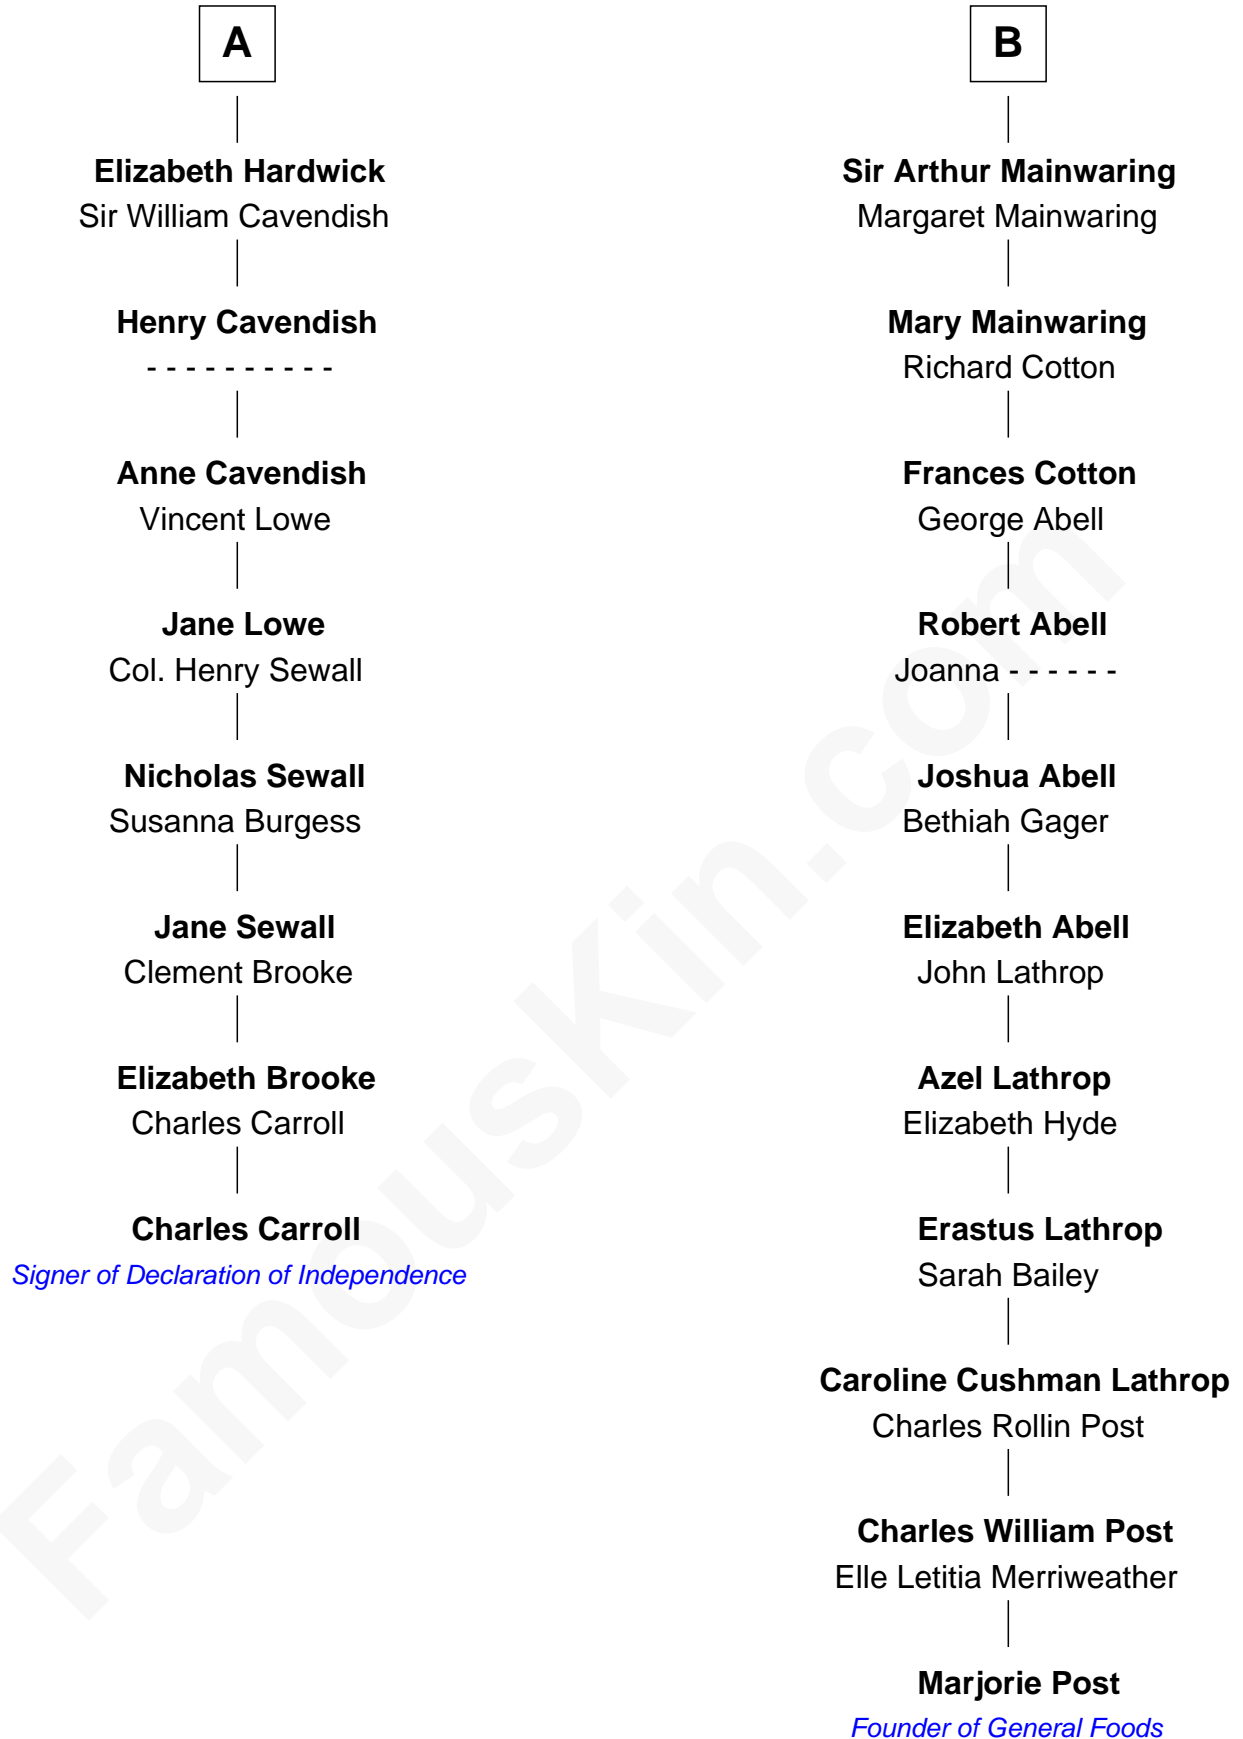 A
Elizabeth Hardwick
Sir William Cavendish
Henry Cavendish
- - - - - - - - - -
Anne Cavendish
Vincent Lowe
Jane Lowe
Col. Henry Sewall
Nicholas Sewall
Susanna Burgess
Jane Sewall
Clement Brooke
Elizabeth Brooke
Charles Carroll
Charles Carroll
Signer of Declaration of Independence
B
Sir Arthur Mainwaring
Margaret Mainwaring
Mary Mainwaring
Richard Cotton
Frances Cotton
George Abell
Robert Abell
Joanna - - - - - -
Joshua Abell
Bethiah Gager
Elizabeth Abell
John Lathrop
Azel Lathrop
Elizabeth Hyde
Erastus Lathrop
Sarah Bailey
Caroline Cushman Lathrop
Charles Rollin Post
Charles William Post
Elle Letitia Merriweather
Marjorie Post
Founder of General Foods
FamousKin.com